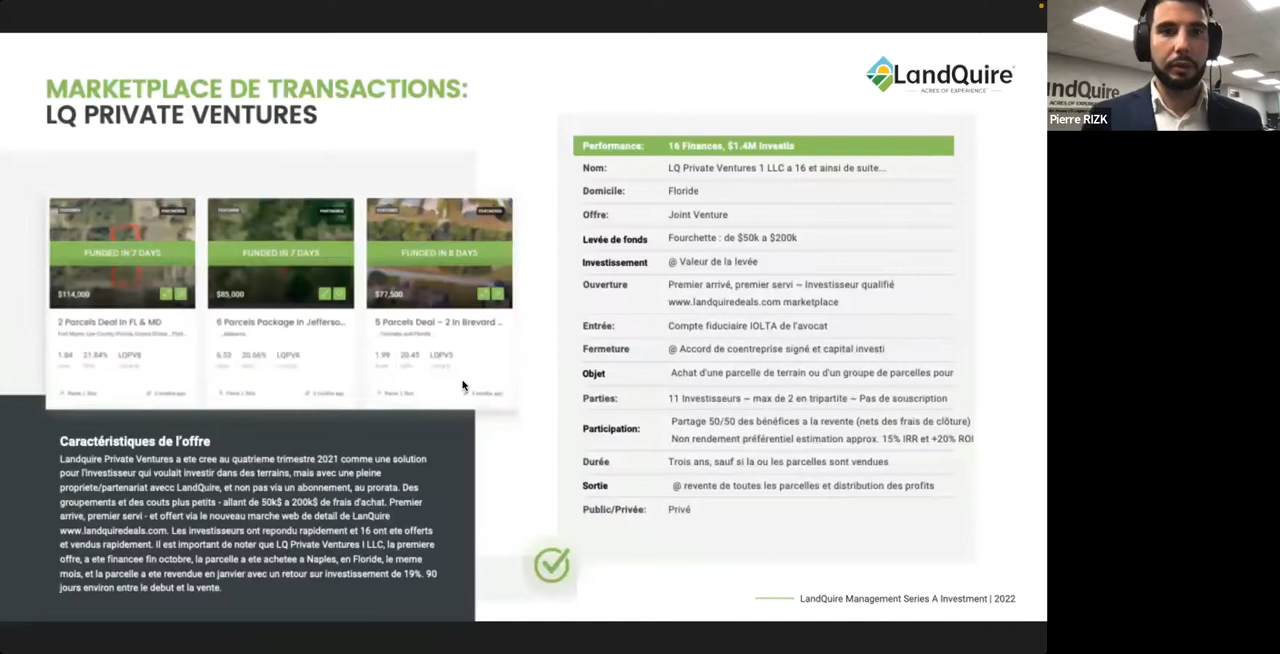 MARKETPLACE DE TRANSACTIONS:
LQ PRIVATE VENTURES
LandQuire
ACRES OF EXPERIENCE
ndQuire
ACRES OF EXPERIENCE
Pierre RIZK
FEATURED
FUNDED IN 7 DAYS
$114,000
2 Parcels Deal in FL & MD
1.84 21.84% LQPV8
Pierre J. Rizk
FUNDED IN 7 DAYS
$85,000
6 Parcels Package in Jefferso...
Alabama
6.53 20.66% LQPV6
Pierre J. Rizk
FUNDED IN 8 DAYS
$77,500
5 Parcels Deal – 2 in Brevard ...
1.99 20.45 LQPV5
Pierre J. Rizk
Caractéristiques de l'offre
Landquire Private Ventures a ete cree au quatrieme trimestre 2021 comme une solution
pour l'investisseur qui voulait investir dans des terrains, mais avec une pleine
propriete/partenariat avecc LandQuire, et non pas via un abonnement, au prorata. Des
groupements et des couts plus petits - allant de 50k$ a 200k$ de frais d'achat. Premier
arrive, premier servi - et offert via le nouveau marche web de detail de LanQuire
www.landquiredeals.com. Les investisseurs ont repondu rapidement et 16 ont ete offerts
et vendus rapidement. Il est important de noter que LQ Private Ventures I LLC, la premiere
offre, a ete financee fin octobre, la parcelle a ete achetee a Naples, en Floride, le meme
mois, et la parcelle a ete revendue en janvier avec un retour sur investissement de 19%. 90
jours environ entre le debut et la vente.
Performance: 16 Finances, $1.4M Investis
Nom: LQ Private Ventures 1 LLC a 16 et ainsi de suite...
Domicile: Floride
Offre: Joint Venture
Levée de fonds Fourchette : de $50k a $200k
Investissement @ Valeur de la levée
Ouverture Premier arrivé, premier servi ~ Investisseur qualifié
www.landquiredeals.com marketplace
Entrée: Compte fiduciaire IOLTA de l'avocat
Fermeture @ Accord de coentreprise signé et capital investi
Objet Achat d'une parcelle de terrain ou d'un groupe de parcelles pour
Parties: 11 Investisseurs ~ max de 2 en tripartite ~ Pas de souscription
Participation: Partage 50/50 des bénéfices a la revente (nets des frais de clôture)
Non rendement préférentiel estimation approx. 15% IRR et +20% ROI
Durée Trois ans, sauf si la ou les parcelles sont vendues
Sortie @ revente de toutes les parcelles et distribution des profits
Public/Privée: Privé
LandQuire Management Series A Investment | 2022